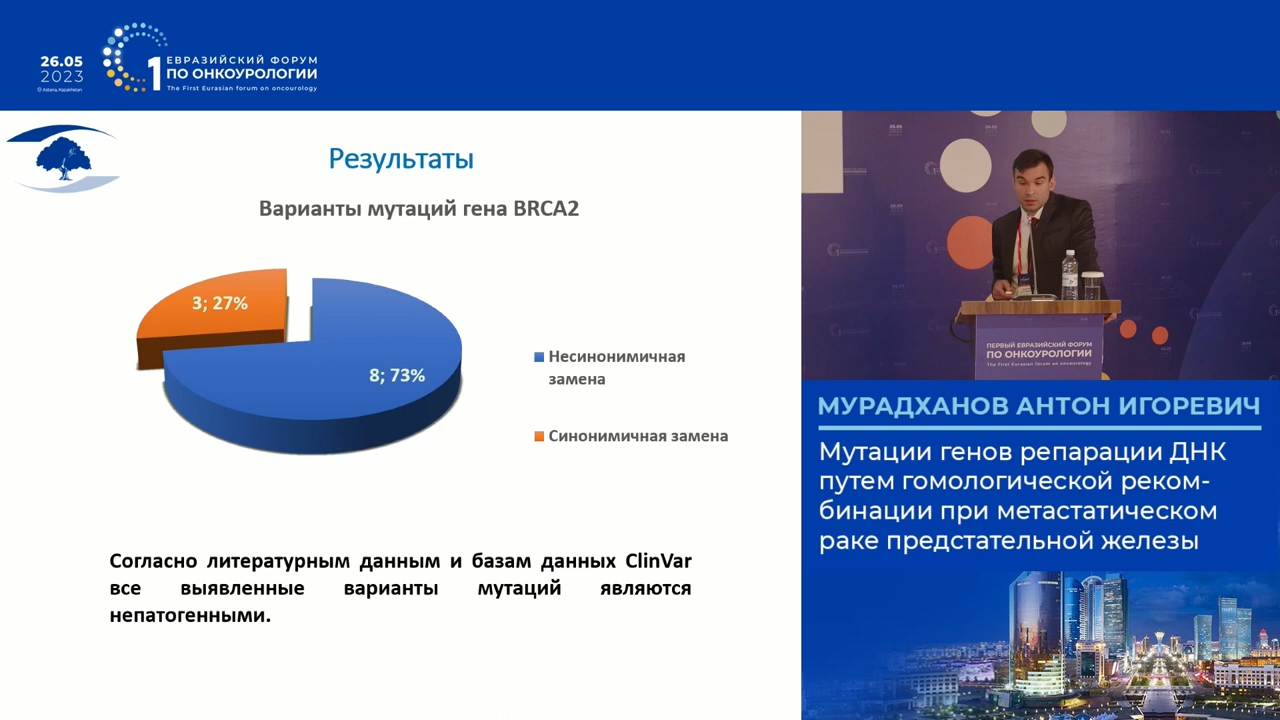 26.05
2023
Astana, Kazakhstan
1
ЕВРАЗИЙСКИЙ ФОРУМ
ПО ОНКОУРОЛОГИИ
The First Eurasian forum on oncourology
Результаты
Варианты мутаций гена BRCA2
3; 27%
8; 73%
Несинонимичная
замена
Синонимичная замена
Согласно литературным данным и базам данных ClinVar
все выявленные варианты мутаций являются
непатогенными.
ПЕРВЫЙ ЕВРАЗИЙСКИЙ ФОРУМ
ПО ОНКОУРОЛОГИИ
The First Eurasian forum on oncourology
МУРАДХАНОВ АНТОН ИГОРЕВИЧ
Мутации генов репарации ДНК
путем гомологической реком-
бинации при метастатическом
раке предстательной железы